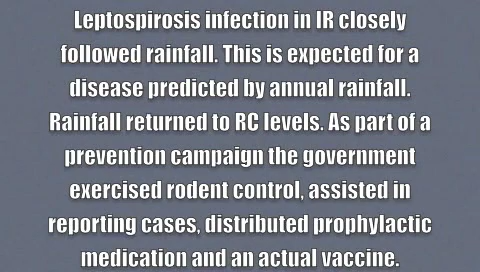 Leptospirosis infection in IR closely
followed rainfall. This is expected for a
disease predicted by annual rainfall.
Rainfall returned to RC levels. As part of a
prevention campaign the government
exercised rodent control, assisted in
reporting cases, distributed prophylactic
medication and an actual vaccine.